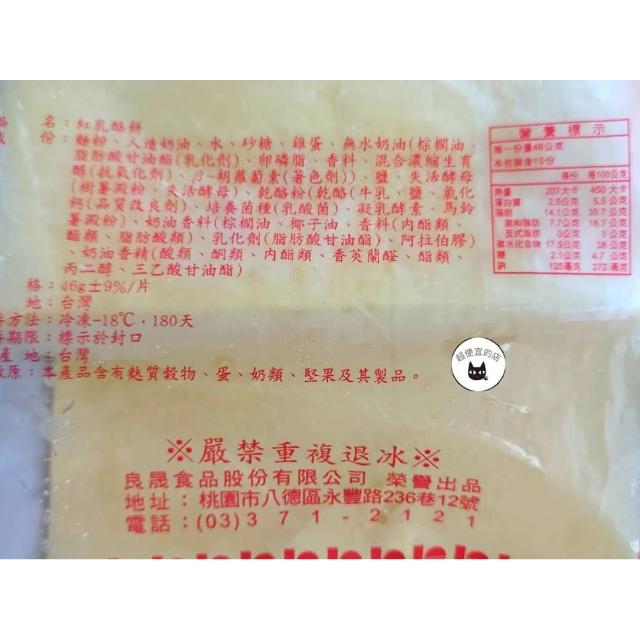 名：紅乳酪餅
份：麵粉、人造奶油、水、砂糖、雞蛋、無水奶油(棕櫚油、
脂肪酸甘油酯(乳化劑)、卵磷脂、香料、混合濃縮生育
醇(抗氧化劑)、β-胡蘿蔔素(著色劑))、鹽、失活酵母
(樹薯澱粉、失活酵母)、乾酪粉(乾酪(牛乳、鹽、氯化
鈣(品質改良劑)、培養菌種(乳酸菌)、凝乳酵素、馬鈴
薯澱粉)、奶油香料(棕櫚油、椰子油、香料(內酯類、
醛類、脂肪酸類)、乳化劑(脂肪酸甘油酯)、阿拉伯膠)
、奶油香精(酸類、酮類、內酯類、香莢蘭醛、酯類、
丙二醇、三乙酸甘油酯)
格：46g±9%/片
地：台灣
方法：冷凍-18℃，180天
期限：標示於封口
產 地：台灣
原：本產品含有麩質穀物、蛋、奶類、堅果及其製品。
營養標示
每一份量46公克
本包裝含15份
每份 每100公克
熱量 207大卡 450大卡
蛋白質 2.5公克 5.5公克
脂肪 14.1公克 30.7公克
飽和脂肪 7.7公克 16.7公克
反式脂肪 0公克 0公克
碳水化合物 17.5公克 38公克
糖 2.1公克 4.7公克
鈉 125毫克 272毫克
超便宜的店
※嚴禁重複退冰※
良晟食品股份有限公司 榮譽出品
地址：桃園市八德區永豐路236巷12號
電話：(03)371-2121